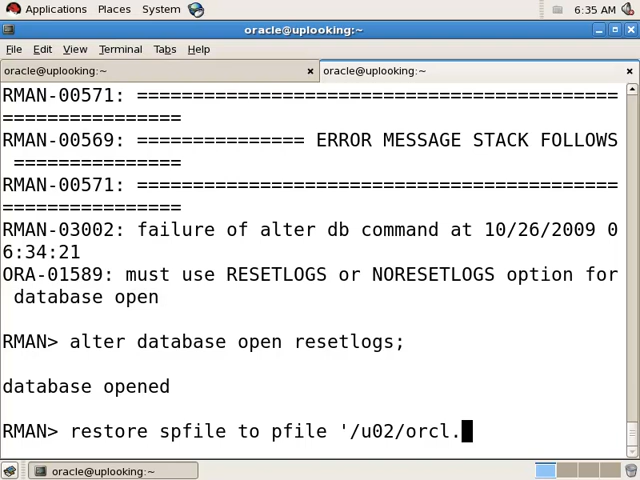 Applications Places System 6:35 AM
oracle@uplooking:~
File Edit View Terminal Tabs Help
oracle@uplooking:~ oracle@uplooking:~
RMAN-00571: ===========================================
================
RMAN-00569: =============== ERROR MESSAGE STACK FOLLOWS
 ===============
RMAN-00571: ===========================================
================
RMAN-03002: failure of alter db command at 10/26/2009 0
6:34:21
ORA-01589: must use RESETLOGS or NORESETLOGS option for
 database open
RMAN> alter database open resetlogs;
database opened
RMAN> restore spfile to pfile '/u02/orcl.
oracle@uplooking:~